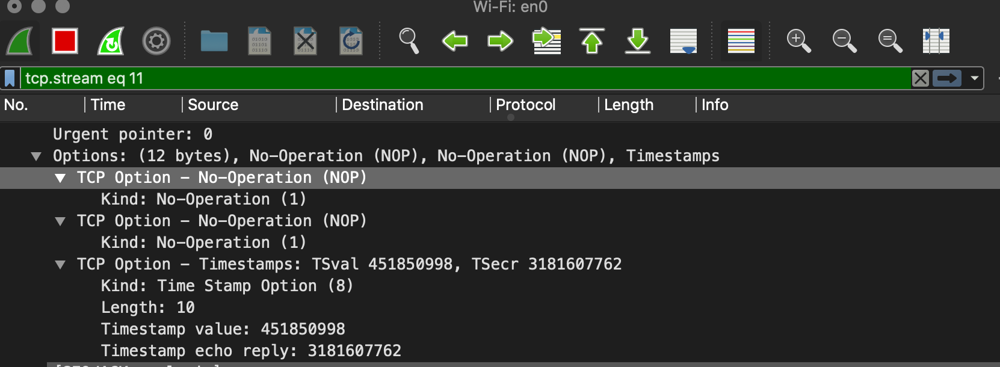 Wi-Fi: en0
tcp.stream eq 11
No. Time Source Destination Protocol Length Info
Urgent pointer: 0
Options: (12 bytes), No-Operation (NOP), No-Operation (NOP), Timestamps
TCP Option - No-Operation (NOP)
Kind: No-Operation (1)
TCP Option - No-Operation (NOP)
Kind: No-Operation (1)
TCP Option - Timestamps: TSval 451850998, TSecr 3181607762
Kind: Time Stamp Option (8)
Length: 10
Timestamp value: 451850998
Timestamp echo reply: 3181607762